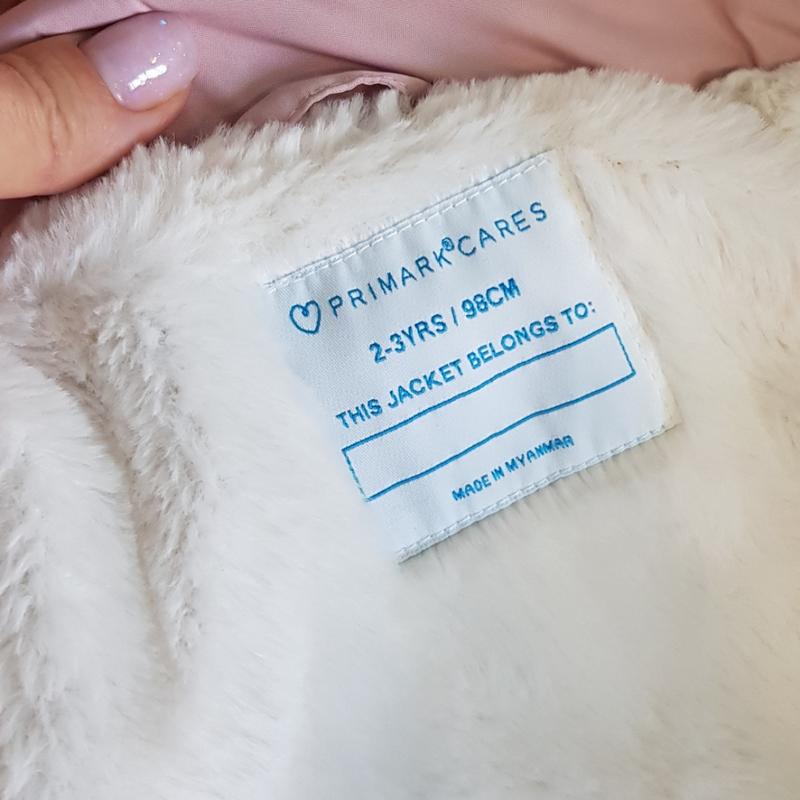 PRIMARK® CARES
2-3YRS / 98CM
THIS JACKET BELONGS TO:
MADE IN MYANMAR